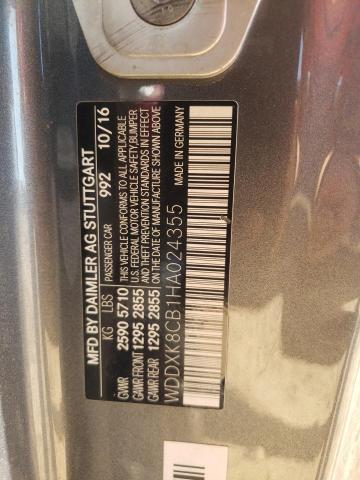 MFD BY DAIMLER AG STUTTGART
PASSENGER CAR 992 10/16
KG LBS
GVWR 2590 5710
GAWR FRONT 1295 2855
GAWR REAR 1295 2855
THIS VEHICLE CONFORMS TO ALL APPLICABLE
U.S. FEDERAL MOTOR VEHICLE SAFETY,BUMPER,
AND THEFT PREVENTION STANDARDS IN EFFECT
ON THE DATE OF MANUFACTURE SHOWN ABOVE
MADE IN GERMANY
WDDXK8CB1HA024355